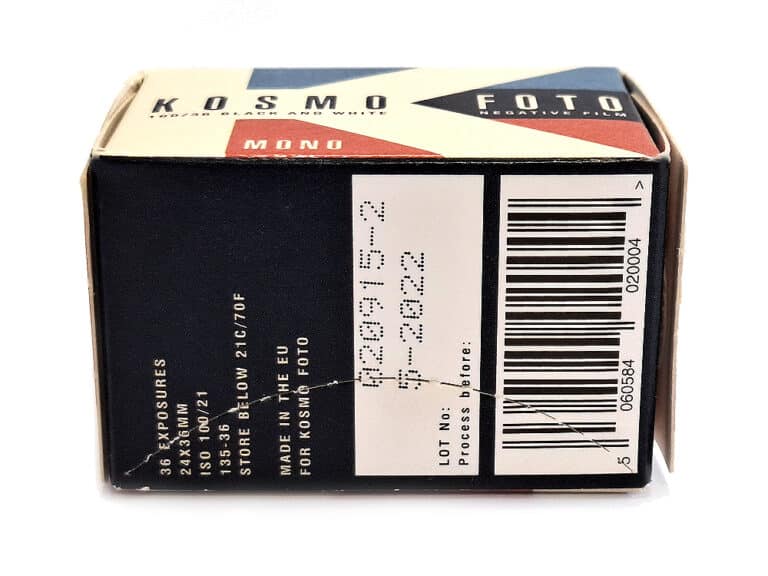 KOSMO FOTO
100/36 BLACK AND WHITE NEGATIVE FILM
MONO
36 EXPOSURES
24X36MM
ISO 100/21
135-36
STORE BELOW 21C/70F
MADE IN THE EU
FOR KOSMO FOTO
020915-2
5-2022
LOT No:
Process before:
5 060584 020004 >